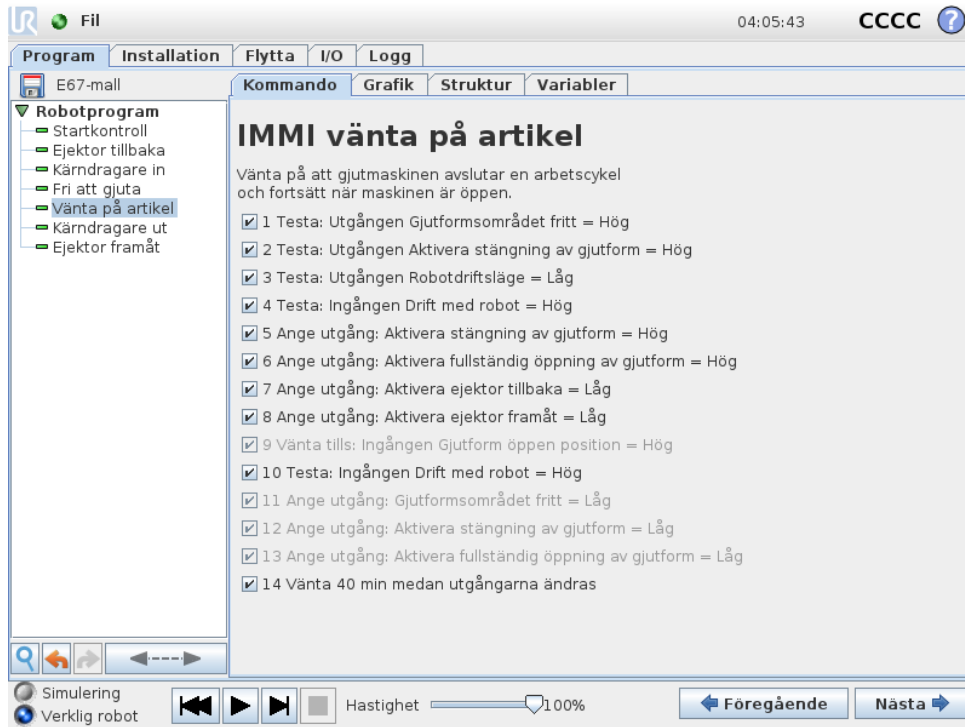 UR Fil 04:05:43 CCCC ?
Program Installation Flytta I/O Logg
E67-mall
Kommando Grafik Struktur Variabler
Robotprogram
Startkontroll
Ejektor tillbaka
Kärndragare in
Fri att gjuta
Vänta på artikel
Kärndragare ut
Ejektor framåt
IMMI vänta på artikel
Vänta på att gjutmaskinen avslutar en arbetscykel
och fortsätt när maskinen är öppen.
1 Testa: Utgången Gjutformsområdet fritt = Hög
2 Testa: Utgången Aktivera stängning av gjutform = Hög
3 Testa: Utgången Robotdriftsläge = Låg
4 Testa: Ingången Drift med robot = Hög
5 Ange utgång: Aktivera stängning av gjutform = Hög
6 Ange utgång: Aktivera fullständig öppning av gjutform = Hög
7 Ange utgång: Aktivera ejektor tillbaka = Låg
8 Ange utgång: Aktivera ejektor framåt = Låg
9 Vänta tills: Ingången Gjutform öppen position = Hög
10 Testa: Ingången Drift med robot = Hög
11 Ange utgång: Gjutformsområdet fritt = Låg
12 Ange utgång: Aktivera stängning av gjutform = Låg
13 Ange utgång: Aktivera fullständig öppning av gjutform = Låg
14 Vänta 40 min medan utgångarna ändras
Simulering
Verklig robot
Hastighet 100%
Föregående Nästa